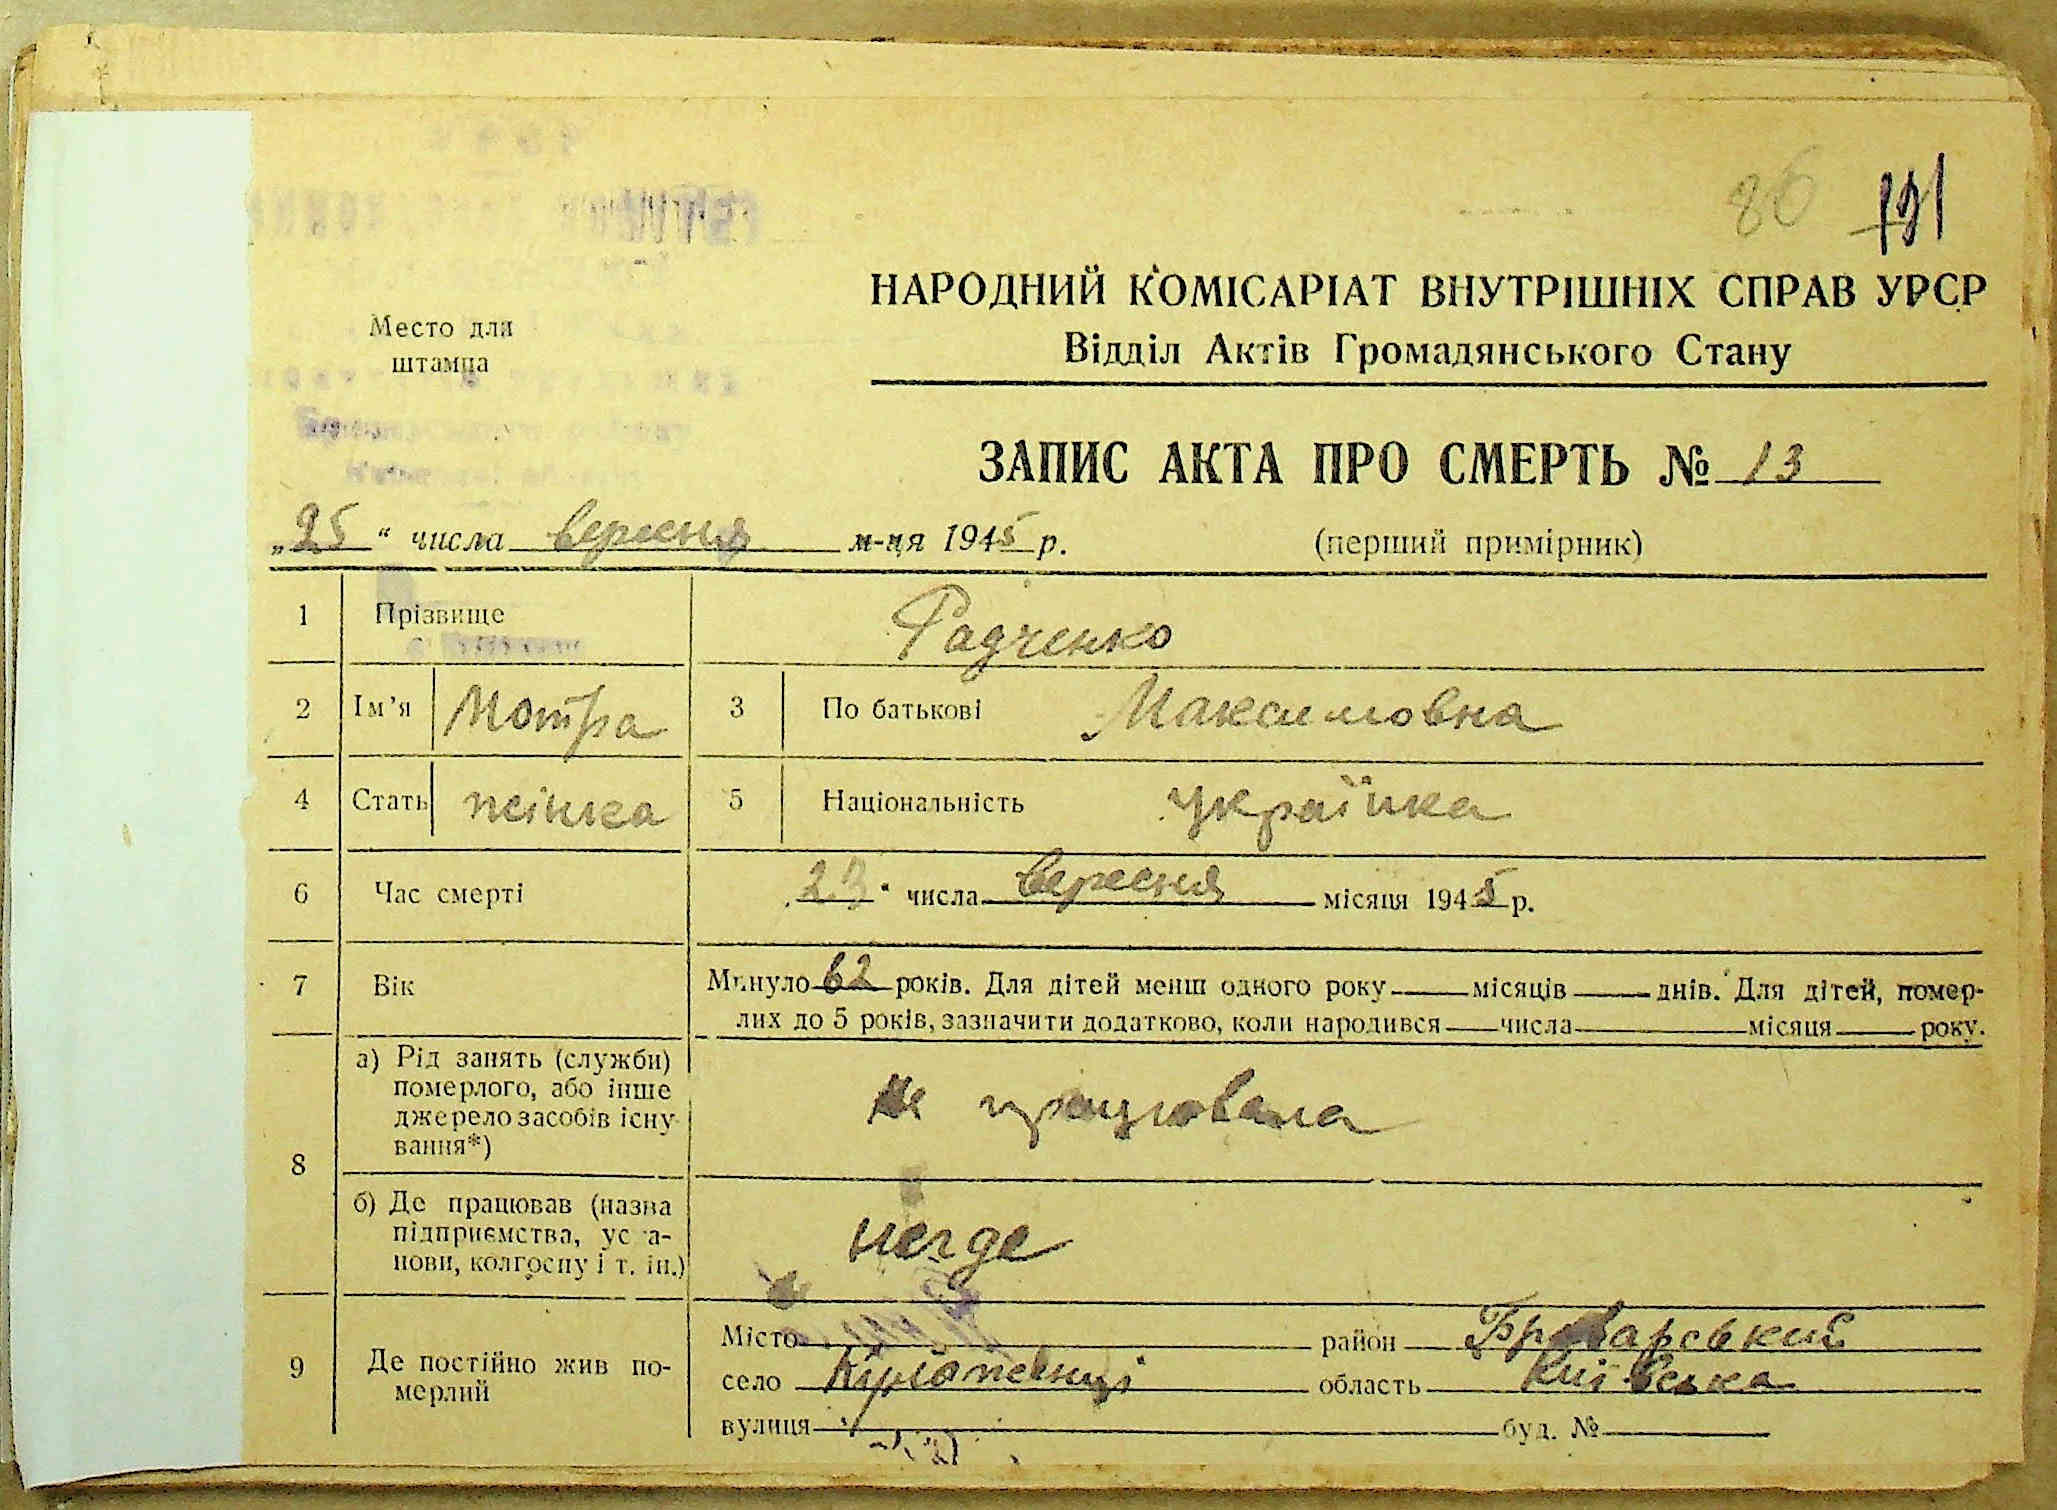 86 191
Место для
штампа
НАРОДНИЙ КОМІСАРІАТ ВНУТРІШНІХ СПРАВ УРСР
Відділ Актів Громадянського Стану
ЗАПИС АКТА ПРО СМЕРТЬ № 13
„25“ числа вересня м-ця 1945 р. (перший примірник)
1 Прізвище Радченко
2 Ім’я Мотра 3 По батькові Максимовна
4 Стать жінка 5 Національність українка
6 Час смерті „23“ числа вересня місяця 1945 р.
7 Вік Минуло 62 років. Для дітей менш одного року місяців днів. Для дітей, помер-
лих до 5 років, зазначити додатково, коли народився числа місяця року.
8 а) Рід занять (служби)
померлого, або інше
джерело засобів існу-
вання*)
не працювала
б) Де працював (назва
підприємства, уста-
нови, колгоспу і т. ін.)
негде
9 Де постійно жив по-
мерлий
Місто район Броварський
село область Київська
вулиця буд. №